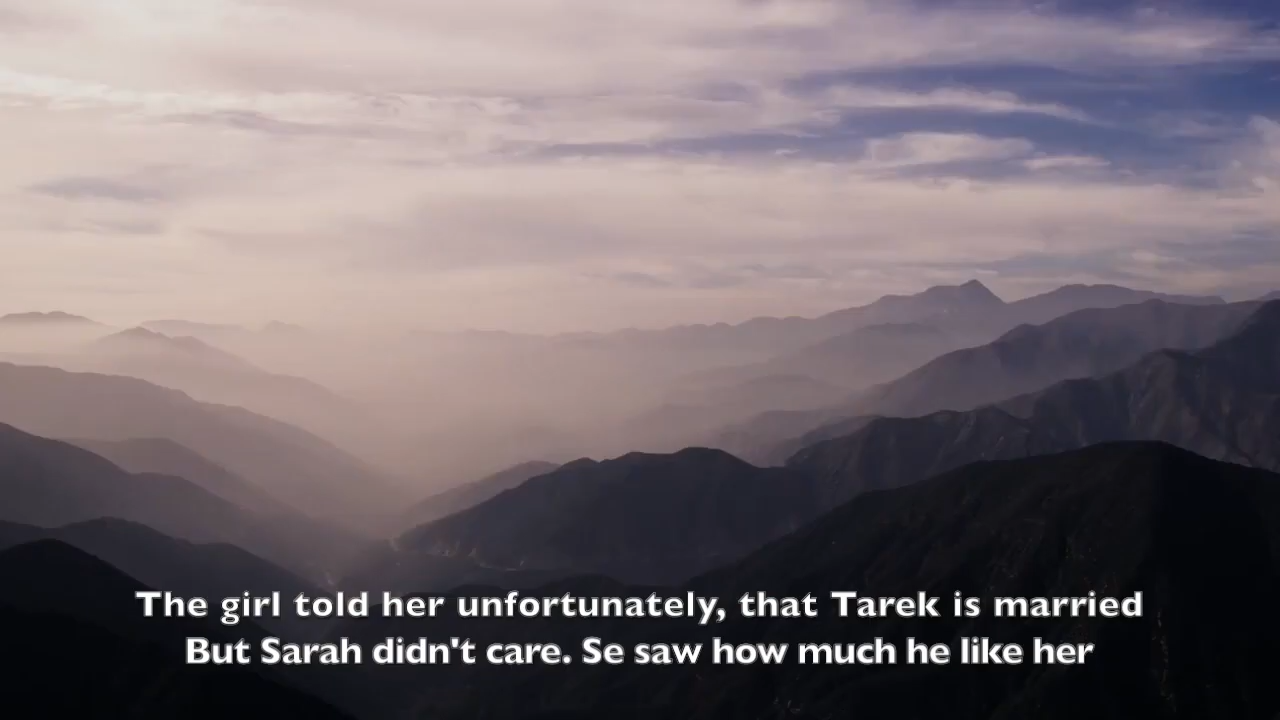 The girl told her unfortunately, that Tarek is married
But Sarah didn't care. Se saw how much he like her